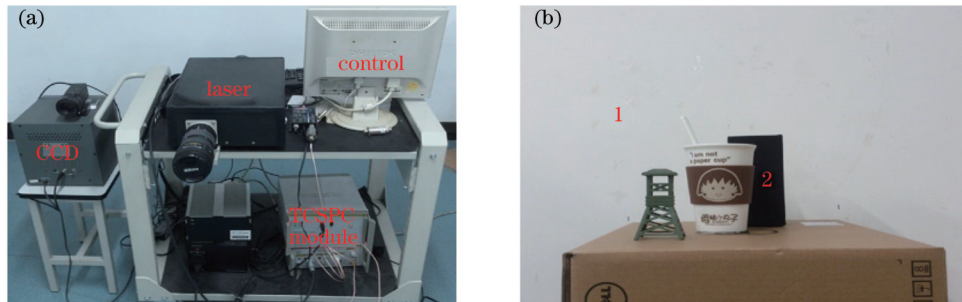 (a)
control
laser
CCD
TCSPC
module
(b)
1
"I am not
a paper cup"
2